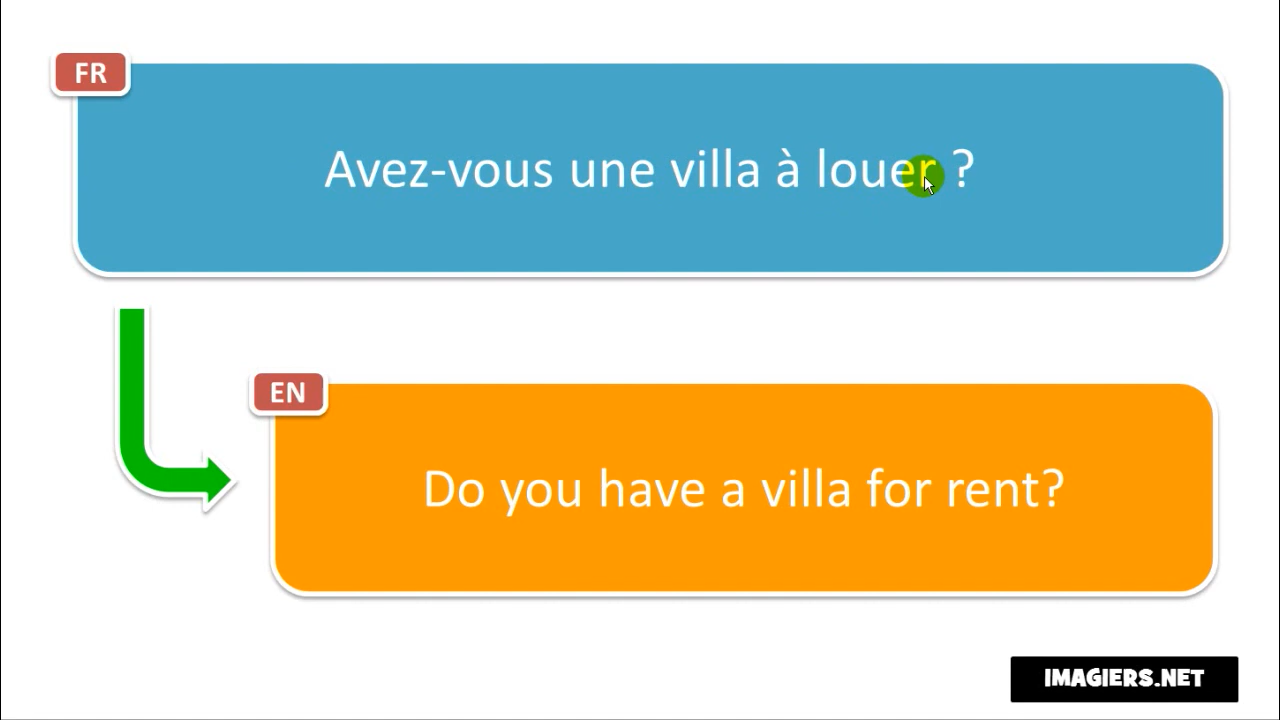 FR
Avez-vous une villa à louer ?
EN
Do you have a villa for rent?
IMAGIERS.NET